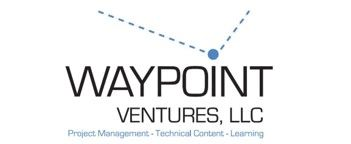 WAYPOINT
VENTURES, LLC
Project Management - Technical Content - Learning